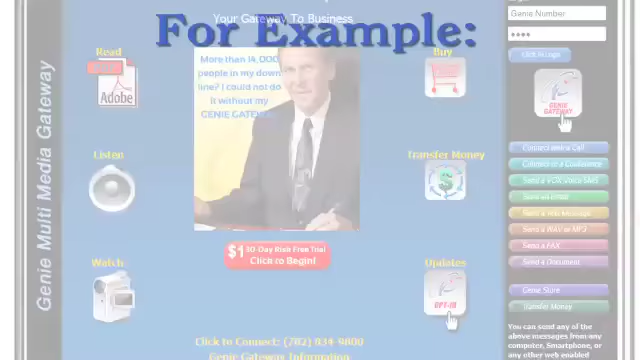 Your Gateway To Business
For Example:
Genie Multi Media Gateway
Read
Adobe
Listen
Watch
More than 14,000
people in my down
line? I could not do
it without my
GENIE GATEWAY
$1 30-Day Risk Free Trial
Click to Begin!
Click to Connect: (702) 034-9800
Genie Gateway Information
Buy
Transfer Money
Updates
OPT-IN
Genie Number
Click to Login
GENIE
GATEWAY
Connect with a Call
Connect to a Conference
Send a VOX Voice SMS
Send an Email
Send a Text Message
Send a WAV or MP3
Send a FAX
Send a Document
Genie Store
Transfer Money
You can send any of the
above messages from any
computer, Smartphone, or
any other web enabled